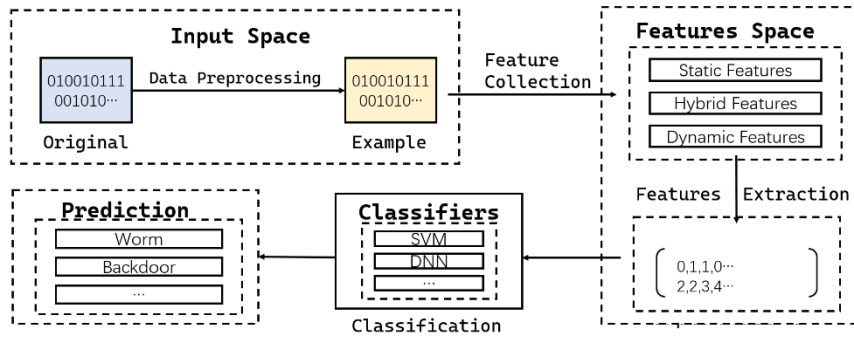 Input Space
010010111
001010···
Original
Data Preprocessing
010010111
001010···
Example
Feature
Collection
Features Space
Static Features
Hybrid Features
Dynamic Features
Features Extraction
0,1,1,0···
2,2,3,4···
Classifiers
SVM
DNN
...
Classification
Prediction
Worm
Backdoor
...